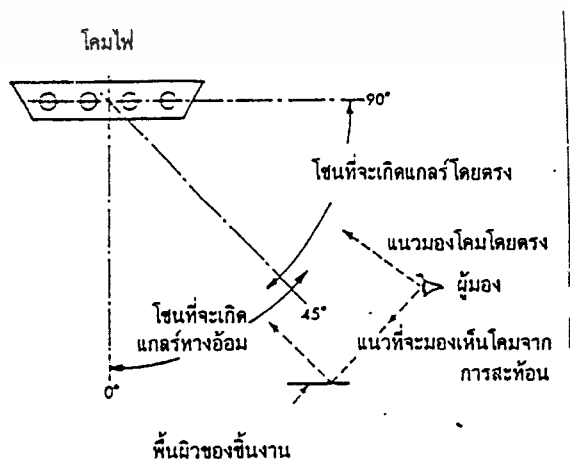 โคมไฟ
90°
โซนที่จะเกิดแกลร์โดยตรง
แนวมองโคมโดยตรง
ผู้มอง
โซนที่จะเกิด
แกลร์ทางอ้อม
45°
แนวที่จะมองเห็นโคมจาก
การสะท้อน
0°
พื้นผิวของชิ้นงาน